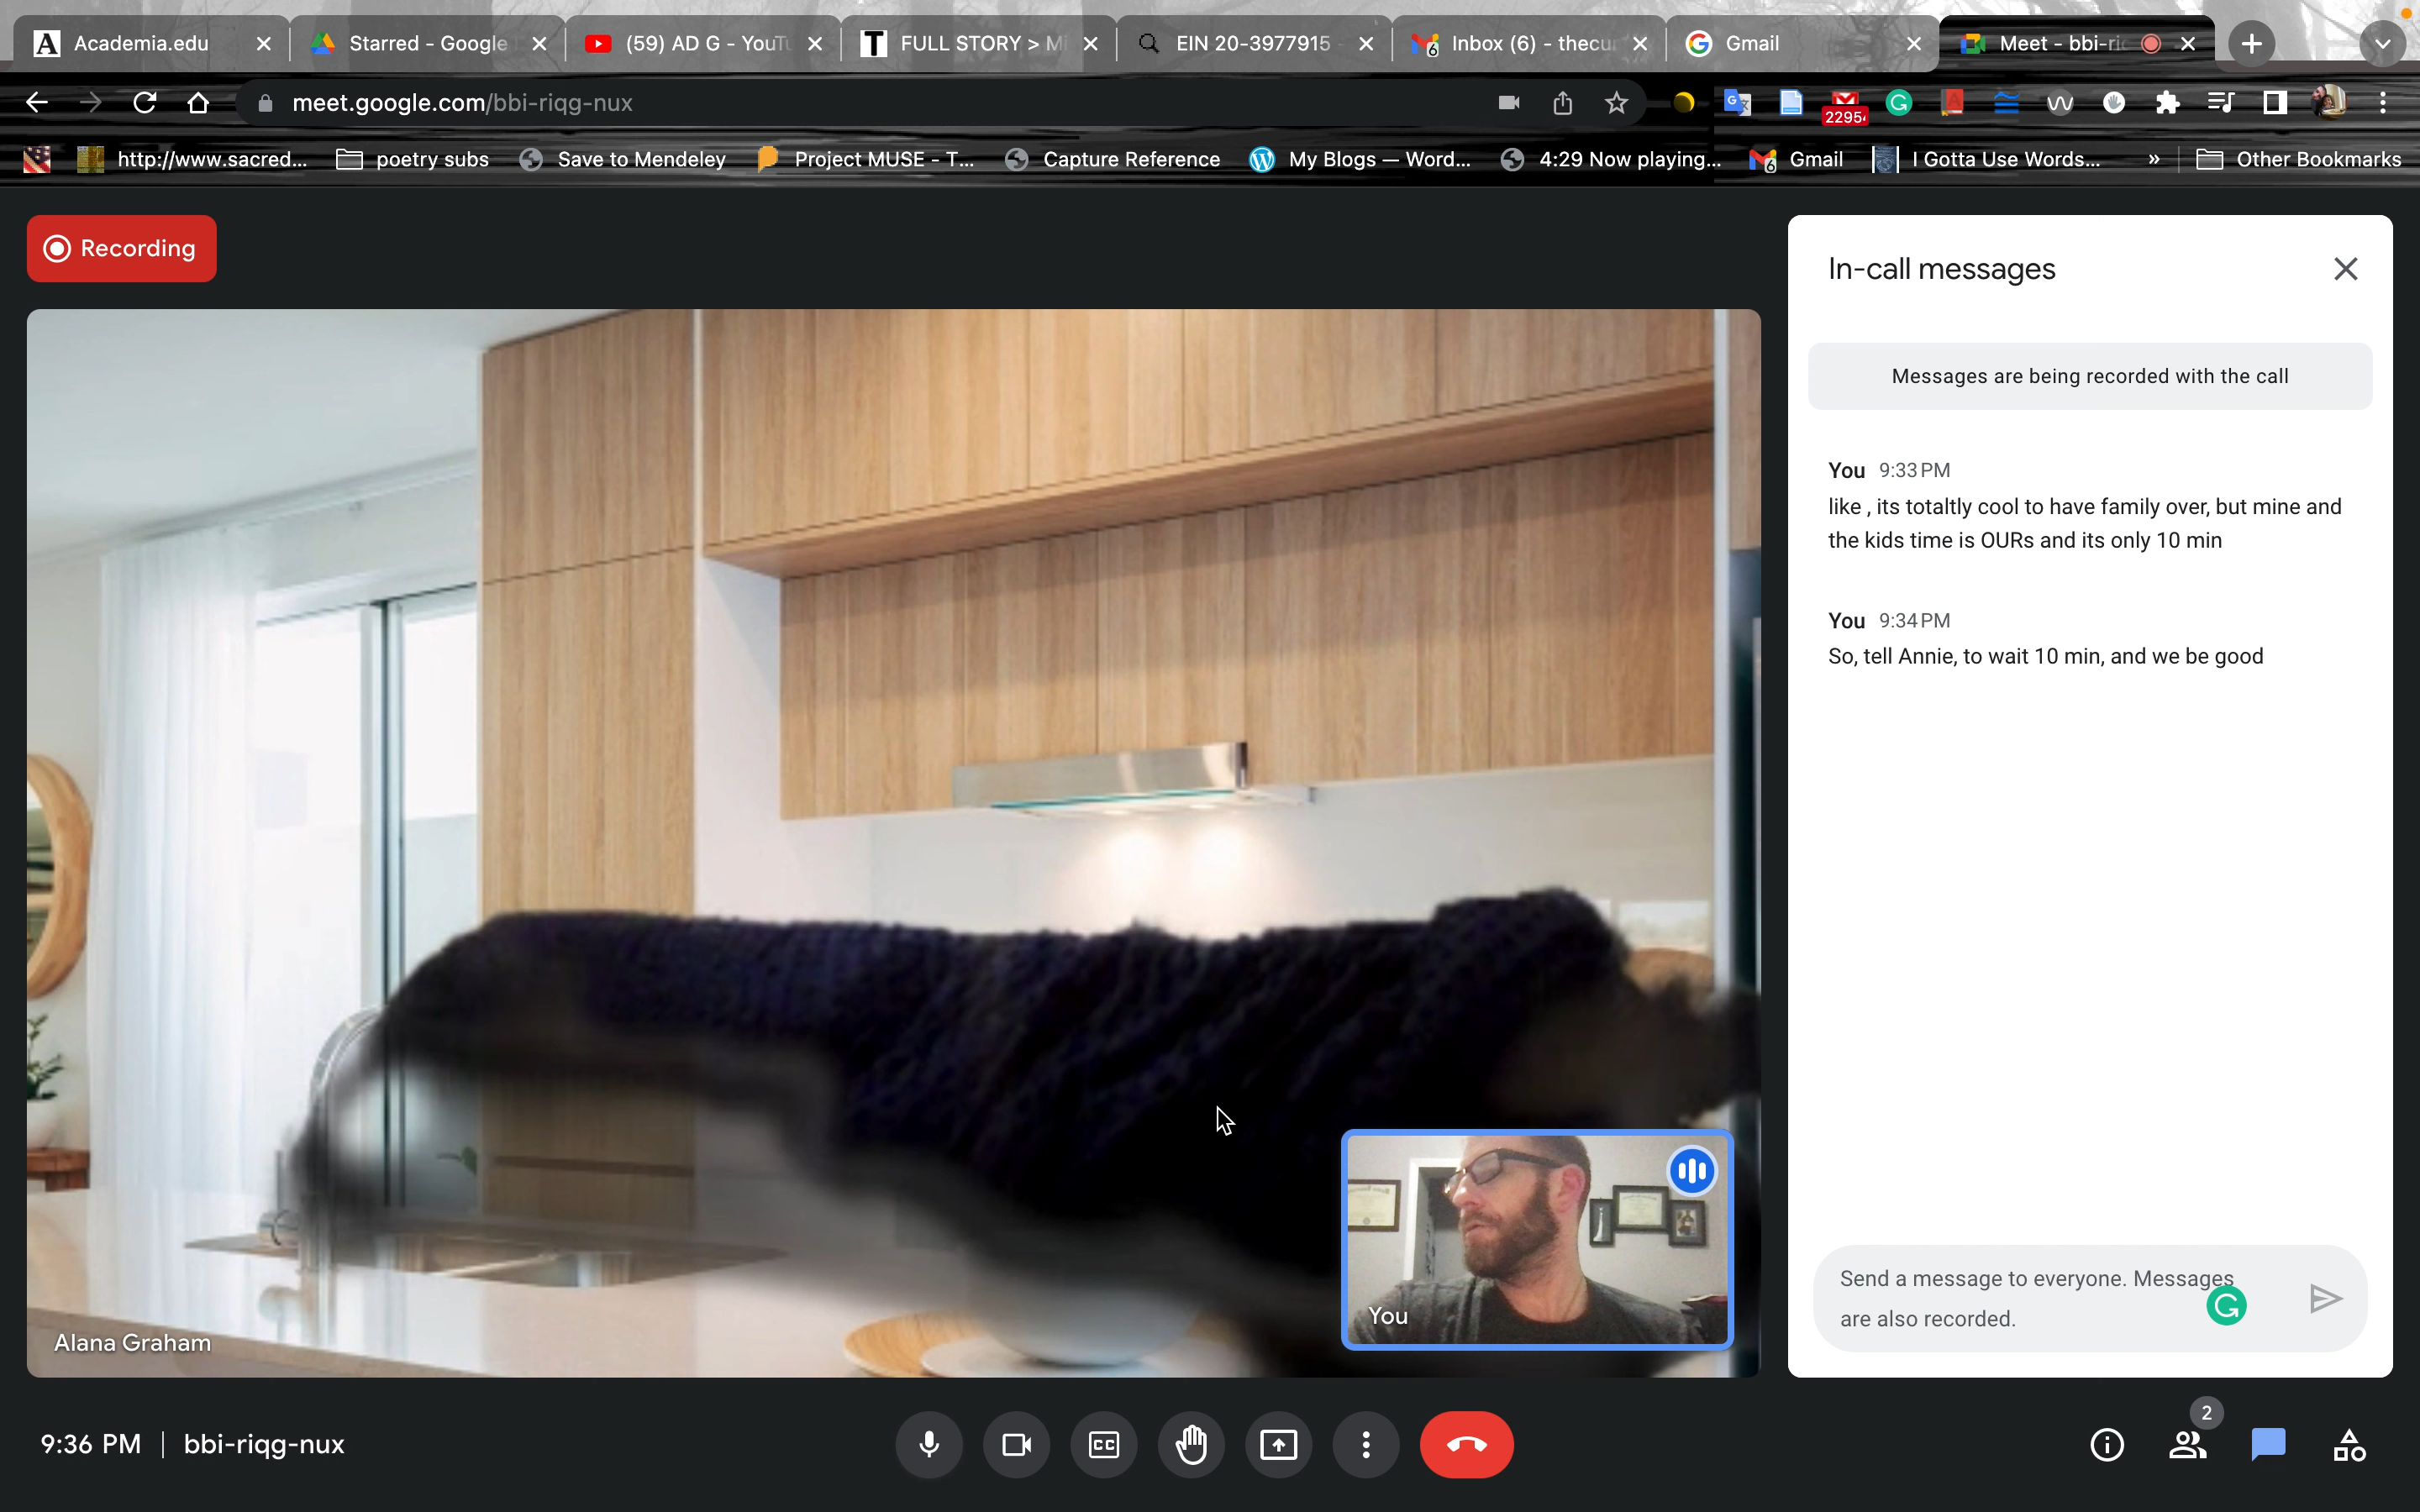 Academia.edu
Starred - Google
(59) AD G - YouTu
FULL STORY > Mi
EIN 20-3977915
Inbox (6) - thecur
Gmail
Meet - bbi-ri
meet.google.com/bbi-riqg-nux
2295
http://www.sacred...
poetry subs
Save to Mendeley
Project MUSE - T...
Capture Reference
My Blogs — Word...
4:29 Now playing...
Gmail
I Gotta Use Words...
»
Other Bookmarks
Recording
Alana Graham
You
In-call messages
Messages are being recorded with the call
You 9:33 PM
like , its totaltly cool to have family over, but mine and
the kids time is OURs and its only 10 min
You 9:34 PM
So, tell Annie, to wait 10 min, and we be good
Send a message to everyone. Messages
are also recorded.
9:36 PM | bbi-riqg-nux
CC
2